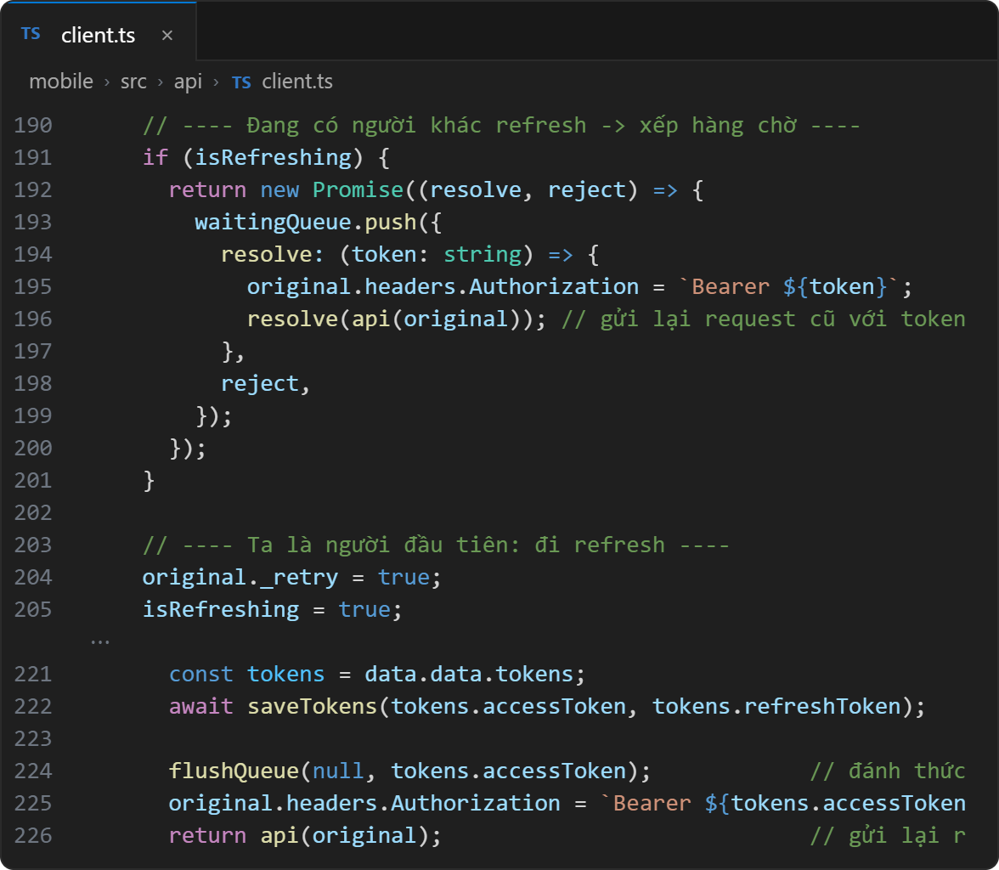 TS client.ts ×
mobile › src › api › TS client.ts
190 // ---- Đang có người khác refresh -> xếp hàng chờ ----
191 if (isRefreshing) {
192 return new Promise((resolve, reject) => {
193 waitingQueue.push({
194 resolve: (token: string) => {
195 original.headers.Authorization = `Bearer ${token}`;
196 resolve(api(original)); // gửi lại request cũ với token
197 },
198 reject,
199 });
200 });
201 }
202
203 // ---- Ta là người đầu tiên: đi refresh ----
204 original._retry = true;
205 isRefreshing = true;
···
221 const tokens = data.data.tokens;
222 await saveTokens(tokens.accessToken, tokens.refreshToken);
223
224 flushQueue(null, tokens.accessToken); // đánh thức
225 original.headers.Authorization = `Bearer ${tokens.accessToken
226 return api(original); // gửi lại r